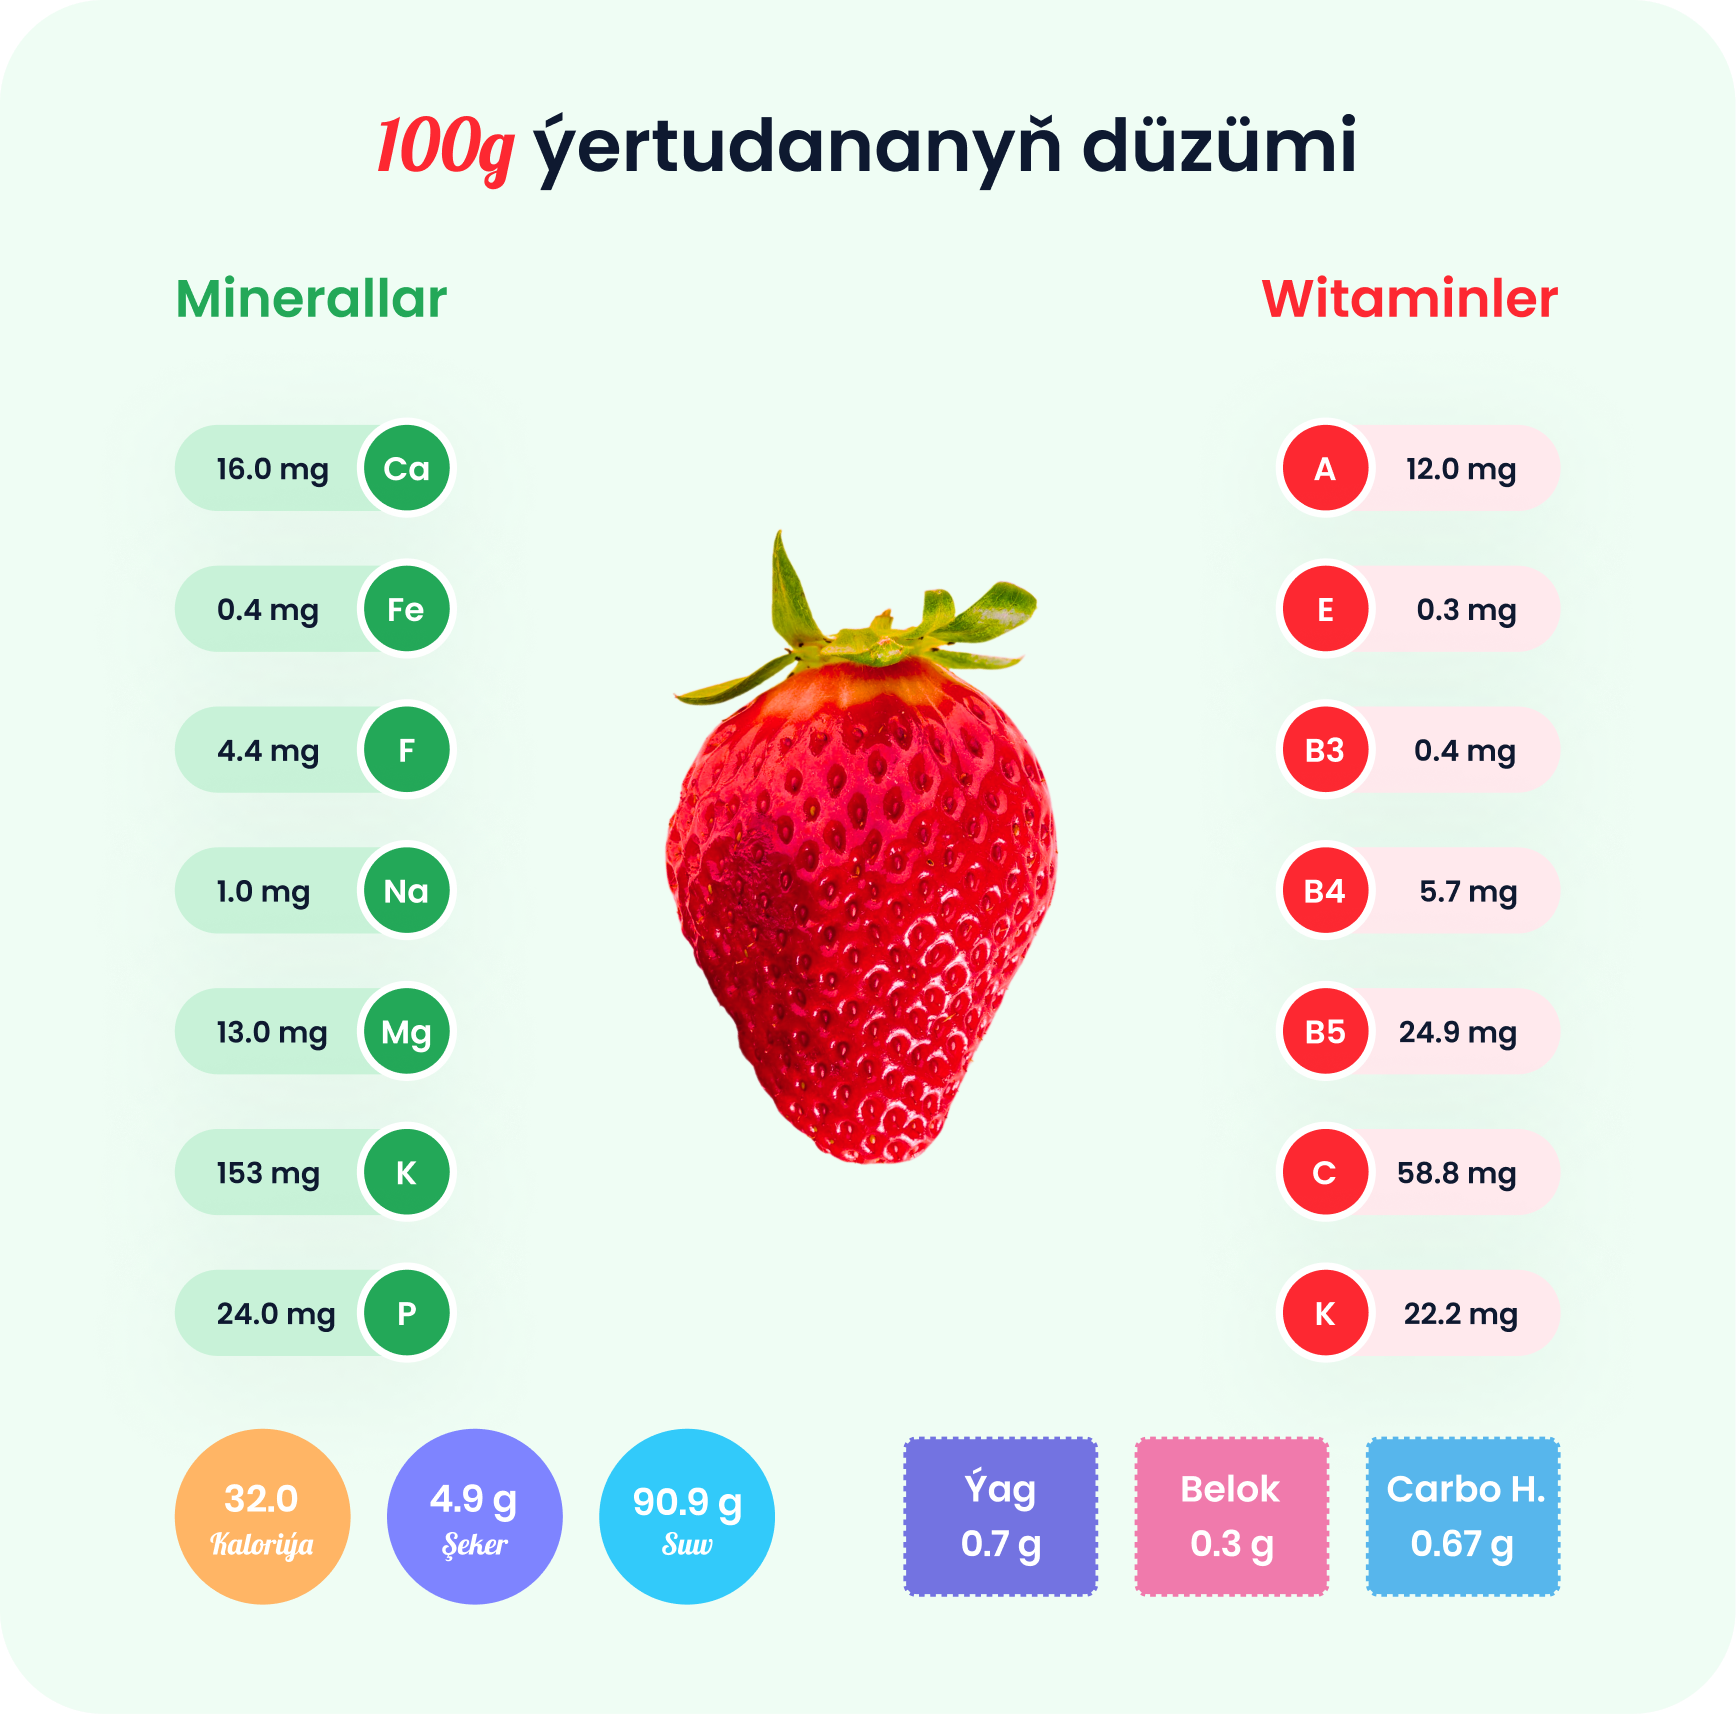 100g ýertudananyň düzümi
Minerallar
16.0 mg Ca
0.4 mg Fe
4.4 mg F
1.0 mg Na
13.0 mg Mg
153 mg K
24.0 mg P
Witaminler
A 12.0 mg
E 0.3 mg
B3 0.4 mg
B4 5.7 mg
B5 24.9 mg
C 58.8 mg
K 22.2 mg
32.0
Kaloriýa
4.9 g
Şeker
90.9 g
Suw
Ýag
0.7 g
Belok
0.3 g
Carbo H.
0.67 g